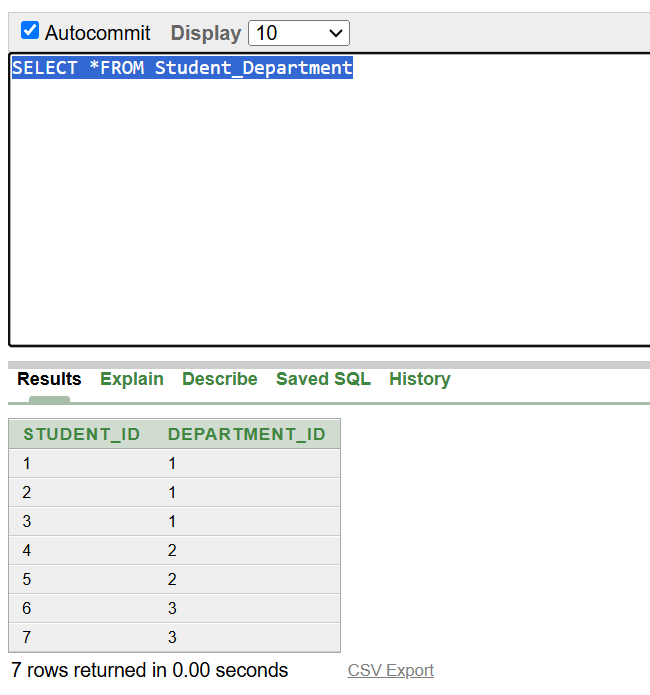 Autocommit Display 10
SELECT *FROM Student_Department
Results Explain Describe Saved SQL History
STUDENT_ID DEPARTMENT_ID
1 1
2 1
3 1
4 2
5 2
6 3
7 3
7 rows returned in 0.00 seconds CSV Export